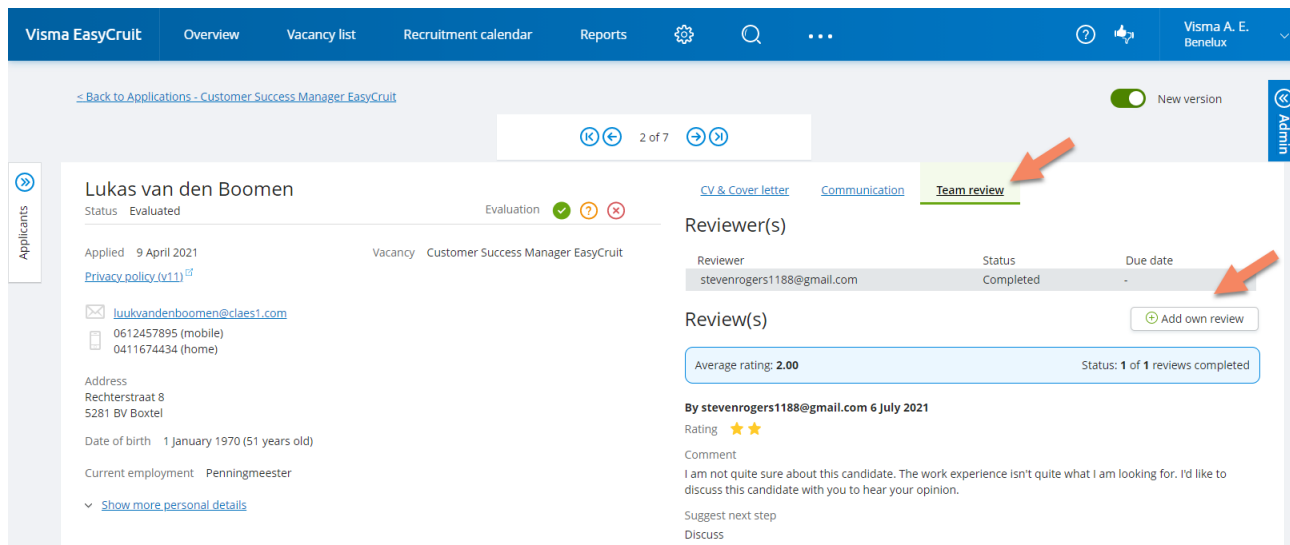 Visma EasyCruit Overview Vacancy list Recruitment calendar Reports ? Visma A. E.
Benelux
< Back to Applications - Customer Success Manager EasyCruit
New version
Admin
2 of 7
Applicants
Lukas van den Boomen
Status Evaluated
Evaluation ?
Applied 9 April 2021
Vacancy Customer Success Manager EasyCruit
Privacy policy (v11)
luukvandenboomen@claes1.com
0612457895 (mobile)
0411674434 (home)
Address
Rechterstraat 8
5281 BV Boxtel
Date of birth 1 January 1970 (51 years old)
Current employment Penningmeester
Show more personal details
CV & Cover letter Communication Team review
Reviewer(s)
Reviewer Status Due date
stevenrogers1188@gmail.com Completed -
Review(s)
Add own review
Average rating: 2.00 Status: 1 of 1 reviews completed
By stevenrogers1188@gmail.com 6 July 2021
Rating
Comment
I am not quite sure about this candidate. The work experience isn't quite what I am looking for. I'd like to
discuss this candidate with you to hear your opinion.
Suggest next step
Discuss